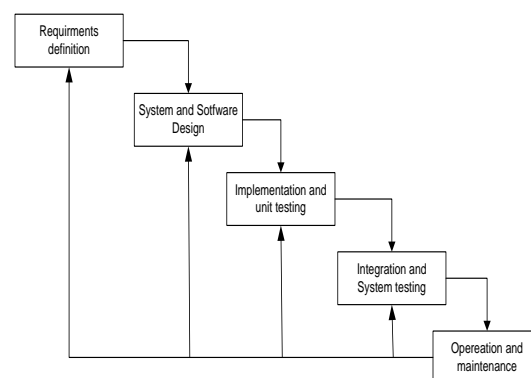 Requirments
definition
System and Sotfware
Design
Implementation and
unit testing
Integration and
System testing
Opereation and
maintenance